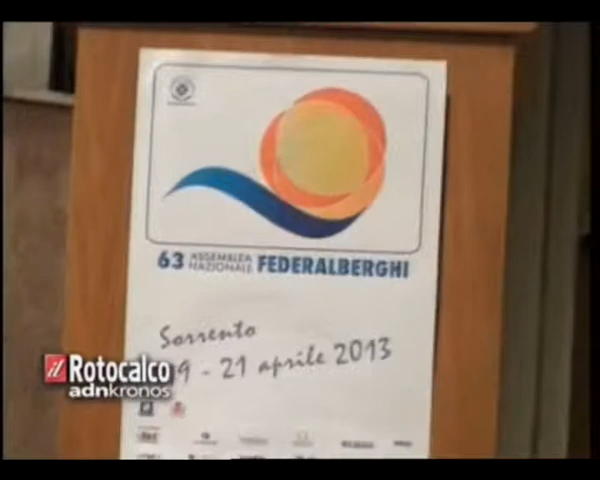 63 ASSEMBLEA NAZIONALE FEDERALBERGHI
Sorrento
9 - 21 aprile 2013
il Rotocalco
adnkronos